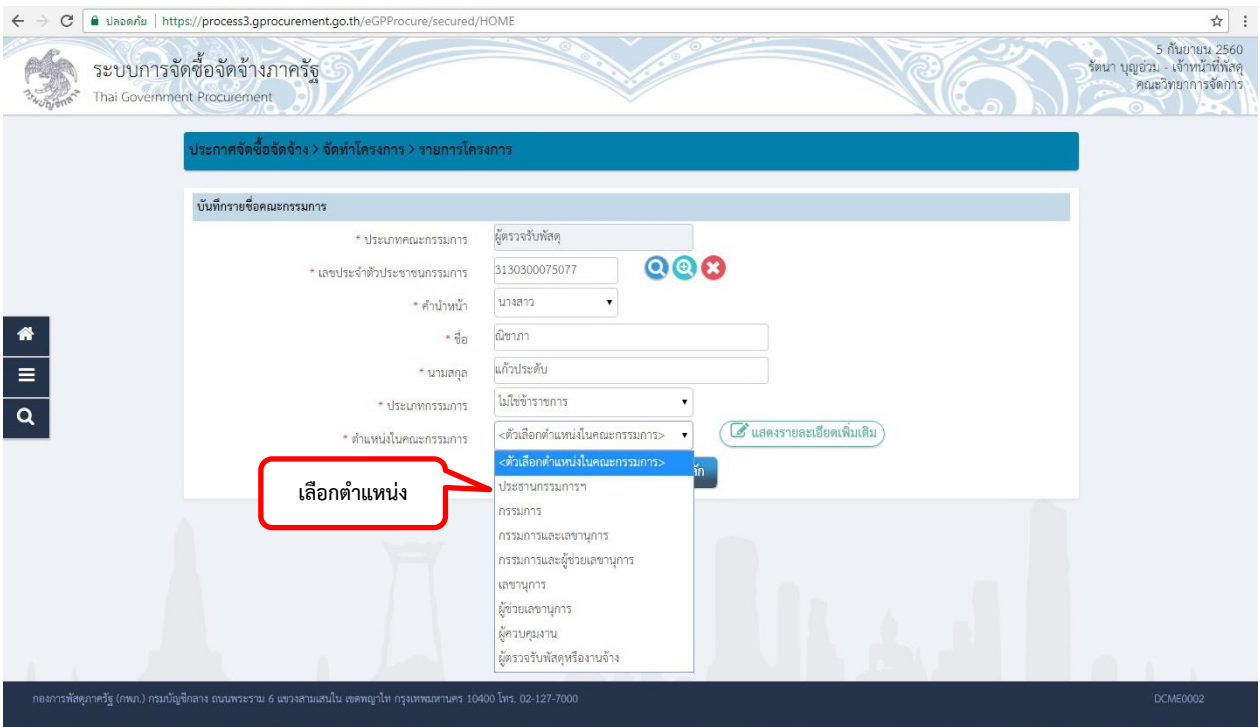 ปลอดภัย | https://process3.gprocurement.go.th/eGPProcure/secured/HOME
5 กันยายน 2560
ระบบการจัดซื้อจัดจ้างภาครัฐ
รัตนา บุญอ่วม - เจ้าหน้าที่พัสดุ
Thai Government Procurement
คณะวิทยาการจัดการ
ประกาศจัดซื้อจัดจ้าง > จัดทำโครงการ > รายการโครงการ
บันทึกรายชื่อคณะกรรมการ
* ประเภทคณะกรรมการ ผู้ตรวจรับพัสดุ
* เลขประจำตัวประชาชนกรรมการ 3130300075077
* คำนำหน้า นางสาว
* ชื่อ ณิชาภา
* นามสกุล แก้วประดับ
* ประเภทกรรมการ ไม่ใช่ข้าราชการ
* ตำแหน่งในคณะกรรมการ <ตัวเลือกตำแหน่งในคณะกรรมการ> แสดงรายละเอียดเพิ่มเติม
<ตัวเลือกตำแหน่งในคณะกรรมการ>
เลือกตำแหน่ง
ประธานกรรมการฯ
กรรมการ
กรรมการและเลขานุการ
กรรมการและผู้ช่วยเลขานุการ
เลขานุการ
ผู้ช่วยเลขานุการ
ผู้ควบคุมงาน
ผู้ตรวจรับพัสดุหรืองานจ้าง
กองการพัสดุภาครัฐ (กพภ.) กรมบัญชีกลาง ถนนพระราม 6 แขวงสามเสนใน เขตพญาไท กรุงเทพมหานคร 10400 โทร. 02-127-7000 DCME0002